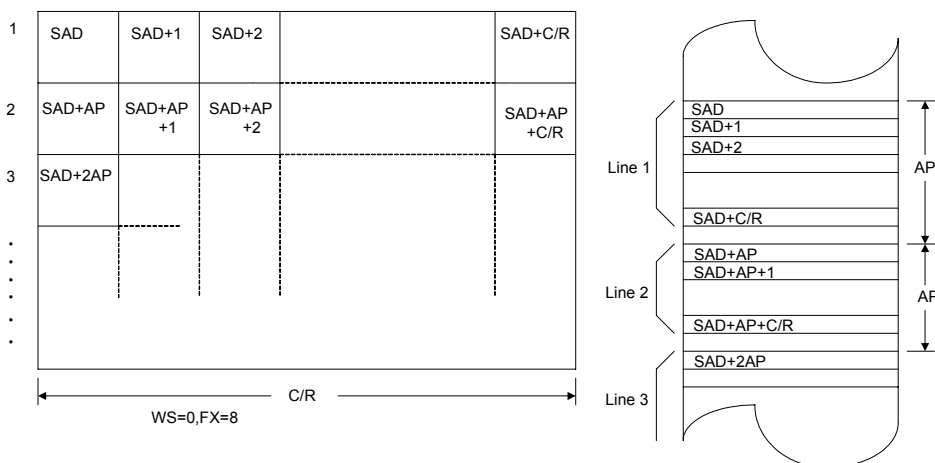 1
SAD
SAD+1
SAD+2
SAD+C/R
2
SAD+AP
SAD+AP
+1
SAD+AP
+2
SAD+AP
+C/R
3
SAD+2AP
C/R
WS=0,FX=8
Line 1
SAD
SAD+1
SAD+2
SAD+C/R
AP
Line 2
SAD+AP
SAD+AP+1
SAD+AP+C/R
AP
Line 3
SAD+2AP